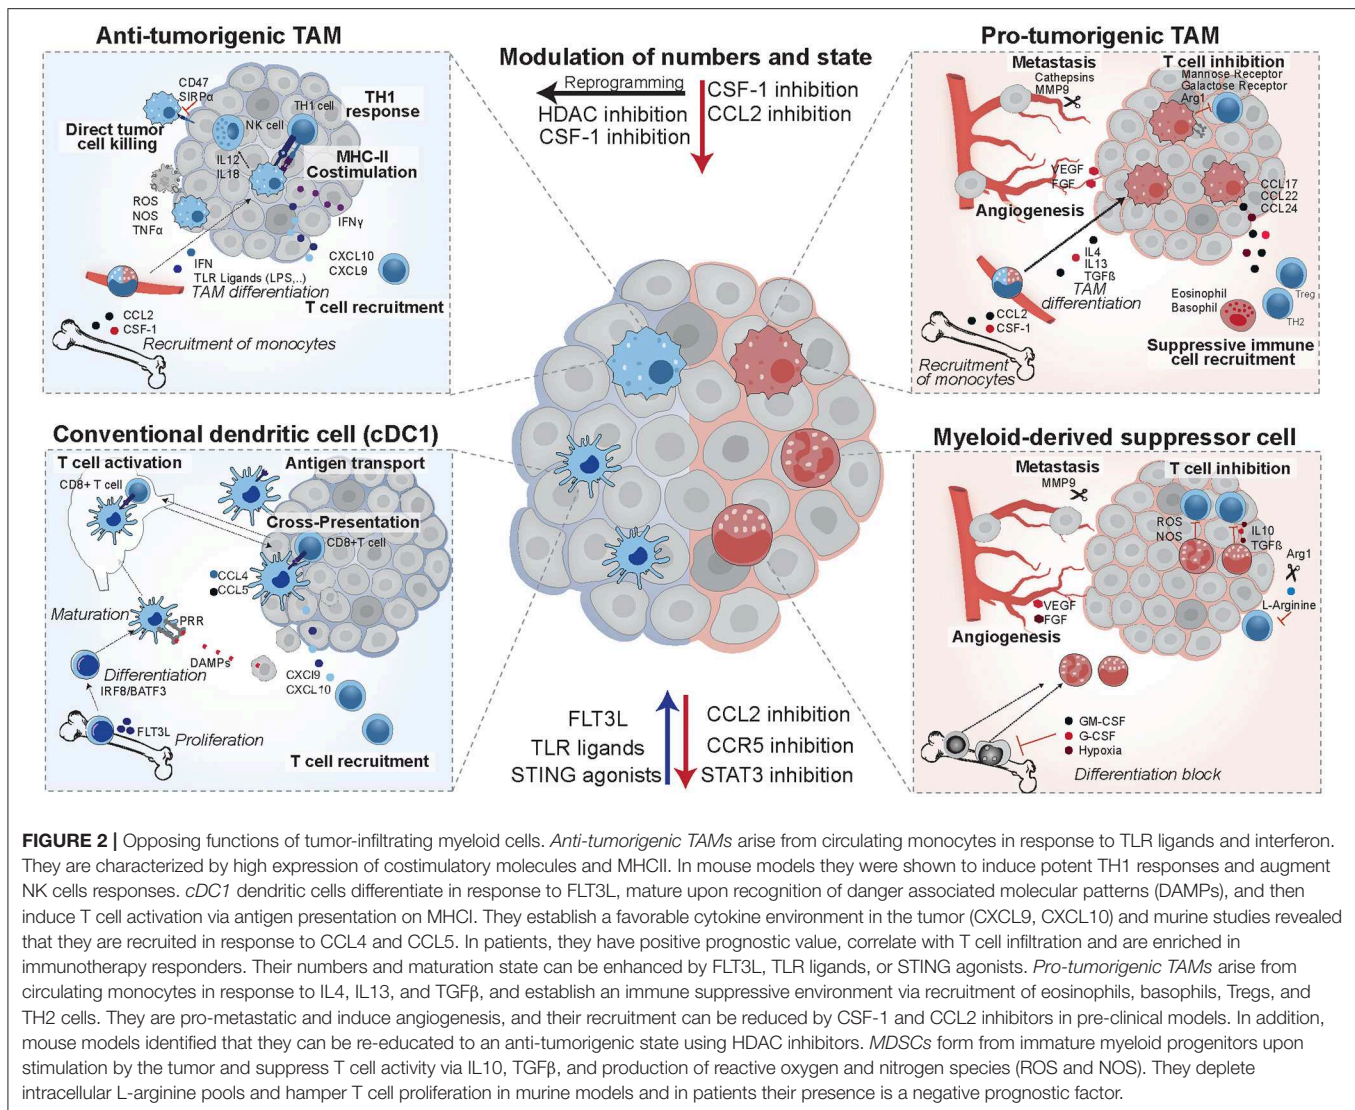 Anti-tumorigenic TAM
CD47
SIRPα
Direct tumor
cell killing
NK cell
TH1 cell
TH1
response
IL12
IL18
MHC-II
Costimulation
ROS
NOS
TNFα
IFNγ
IFN
TLR Ligands (LPS,..)
TAM differentiation
CXCL10
CXCL9
T cell recruitment
CCL2
CSF-1
Recruitment of monocytes
Modulation of numbers and state
Reprogramming
HDAC inhibition
CSF-1 inhibition
CSF-1 inhibition
CCL2 inhibition
Pro-tumorigenic TAM
Metastasis
Cathepsins
MMP9
T cell inhibition
Mannose Receptor
Galactose Receptor
Arg1
VEGF
FGF
Angiogenesis
CCL17
CCL22
CCL24
IL4
IL13
TGFß
TAM
differentiation
Eosinophil
Basophil
Treg
TH2
Suppressive immune
cell recruitment
CCL2
CSF-1
Recruitment
of monocytes
Conventional dendritic cell (cDC1)
T cell activation
CD8+ T cell
Antigen transport
Cross-Presentation
CD8+T cell
CCL4
CCL5
Maturation
PRR
DAMPs
Differentiation
IRF8/BATF3
CXCl9
CXCL10
FLT3L
Proliferation
T cell recruitment
FLT3L
TLR ligands
STING agonists
CCL2 inhibition
CCR5 inhibition
STAT3 inhibition
Myeloid-derived suppressor cell
Metastasis
MMP9
T cell inhibition
ROS
NOS
IL10
TGFß
Arg1
L-Arginine
VEGF
FGF
Angiogenesis
GM-CSF
G-CSF
Hypoxia
Differentiation block
FIGURE 2 | Opposing functions of tumor-infiltrating myeloid cells. Anti-tumorigenic TAMs arise from circulating monocytes in response to TLR ligands and interferon.
They are characterized by high expression of costimulatory molecules and MHCII. In mouse models they were shown to induce potent TH1 responses and augment
NK cells responses. cDC1 dendritic cells differentiate in response to FLT3L, mature upon recognition of danger associated molecular patterns (DAMPs), and then
induce T cell activation via antigen presentation on MHCI. They establish a favorable cytokine environment in the tumor (CXCL9, CXCL10) and murine studies revealed
that they are recruited in response to CCL4 and CCL5. In patients, they have positive prognostic value, correlate with T cell infiltration and are enriched in
immunotherapy responders. Their numbers and maturation state can be enhanced by FLT3L, TLR ligands, or STING agonists. Pro-tumorigenic TAMs arise from
circulating monocytes in response to IL4, IL13, and TGFβ, and establish an immune suppressive environment via recruitment of eosinophils, basophils, Tregs, and
TH2 cells. They are pro-metastatic and induce angiogenesis, and their recruitment can be reduced by CSF-1 and CCL2 inhibitors in pre-clinical models. In addition,
mouse models identified that they can be re-educated to an anti-tumorigenic state using HDAC inhibitors. MDSCs form from immature myeloid progenitors upon
stimulation by the tumor and suppress T cell activity via IL10, TGFβ, and production of reactive oxygen and nitrogen species (ROS and NOS). They deplete
intracellular L-arginine pools and hamper T cell proliferation in murine models and in patients their presence is a negative prognostic factor.